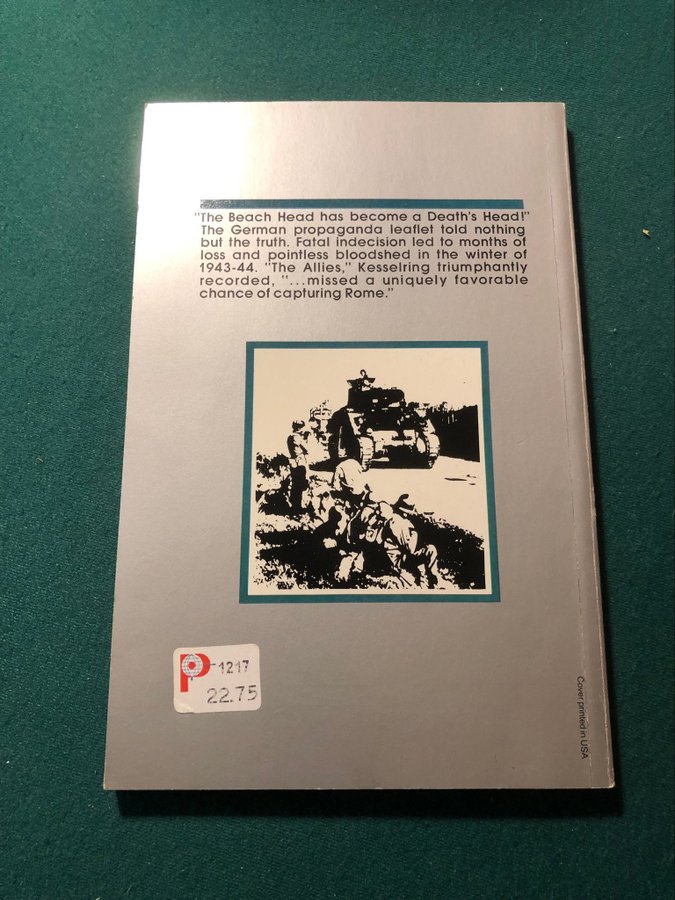 "The Beach Head has become a Death's Head!"
The German propaganda leaflet told nothing
but the truth. Fatal indecision led to months of
loss and pointless bloodshed in the winter of
1943-44. "The Allies," Kesselring triumphantly
recorded, "...missed a uniquely favorable
chance of capturing Rome."
P 1217
22.75
Cover printed in USA